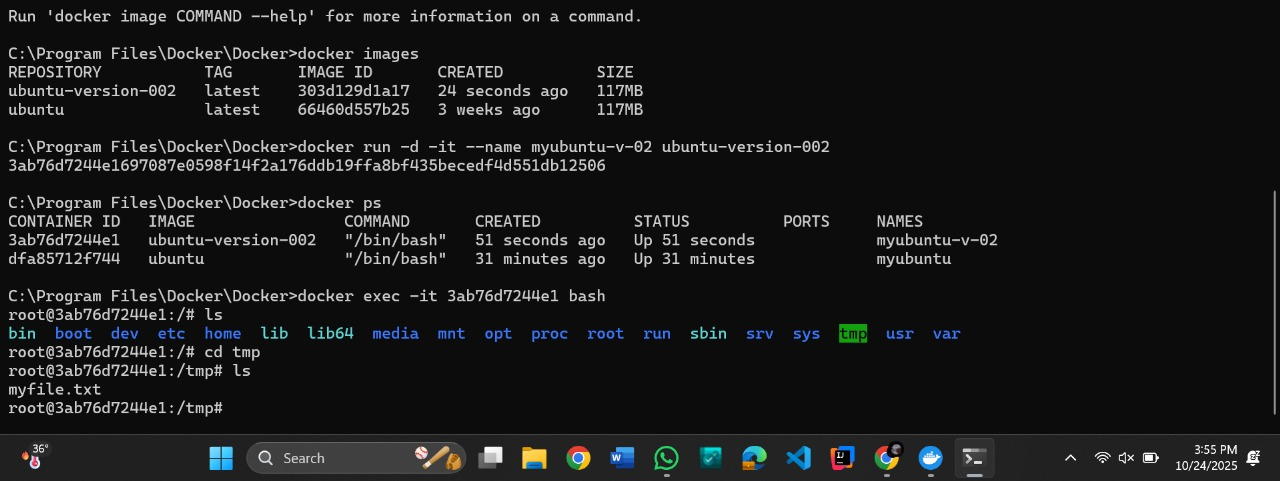 Run 'docker image COMMAND --help' for more information on a command.
C:\Program Files\Docker\Docker>docker images
REPOSITORY           TAG       IMAGE ID       CREATED          SIZE
ubuntu-version-002   latest    303d129d1a17   24 seconds ago   117MB
ubuntu               latest    66460d557b25   3 weeks ago      117MB
C:\Program Files\Docker\Docker>docker run -d -it --name myubuntu-v-02 ubuntu-version-002
3ab76d7244e1697087e0598f14f2a176ddb19ffa8bf435becedf4d551db12506
C:\Program Files\Docker\Docker>docker ps
CONTAINER ID   IMAGE                COMMAND       CREATED          STATUS          PORTS     NAMES
3ab76d7244e1   ubuntu-version-002   "/bin/bash"   51 seconds ago   Up 51 seconds             myubuntu-v-02
dfa85712f744   ubuntu               "/bin/bash"   31 minutes ago   Up 31 minutes             myubuntu
C:\Program Files\Docker\Docker>docker exec -it 3ab76d7244e1 bash
root@3ab76d7244e1:/# ls
bin  boot  dev  etc  home  lib  lib64  media  mnt  opt  proc  root  run  sbin  srv  sys  tmp  usr  var
root@3ab76d7244e1:/# cd tmp
root@3ab76d7244e1:/tmp# ls
myfile.txt
root@3ab76d7244e1:/tmp#
36°
Search
3:55 PM
10/24/2025